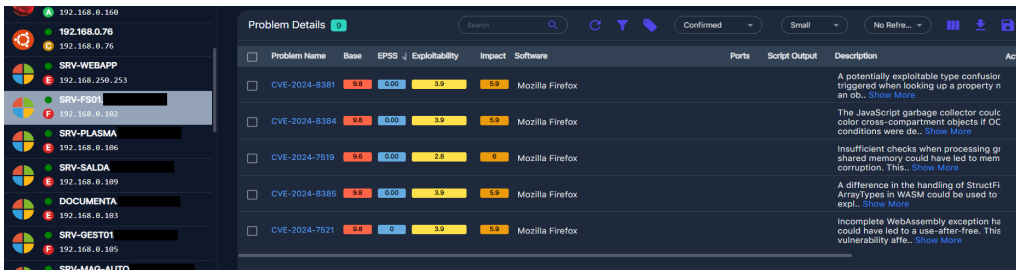 A 192.168.0.160
192.168.0.76
C 192.168.0.76
SRV-WEBAPP
E 192.168.250.253
SRV-FS01.
F 192.168.0.102
SRV-PLASMA
E 192.168.0.106
SRV-SALDA
E 192.168.0.109
DOCUMENTA
E 192.168.0.103
SRV-GEST01
F 192.168.0.105
SRV-MAG-AUTO
Problem Details 9 Search Confirmed Small No Refre...
Problem Name Base EPSS ↓ Exploitability Impact Software Ports Script Output Description Ac
CVE-2024-8381 9.8 0.00 3.9 5.9 Mozilla Firefox
A potentially exploitable type confusior
triggered when looking up a property n
an ob.. Show More
CVE-2024-8384 9.8 0.00 3.9 5.9 Mozilla Firefox
The JavaScript garbage collector coulc
color cross-compartment objects if OC
conditions were de.. Show More
CVE-2024-7519 9.6 0.00 2.8 6 Mozilla Firefox
Insufficient checks when processing gr
shared memory could have led to mem
corruption. This.. Show More
CVE-2024-8385 9.8 0.00 3.9 5.9 Mozilla Firefox
A difference in the handling of StructFi
ArrayTypes in WASM could be used to
expl.. Show More
CVE-2024-7521 9.8 0 3.9 5.9 Mozilla Firefox
Incomplete WebAssembly exception ha
could have led to a use-after-free. This
vulnerability affe.. Show More